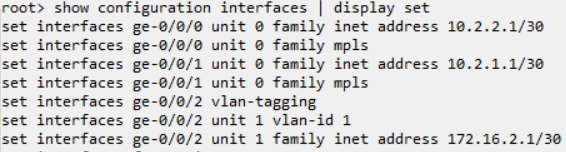 root> show configuration interfaces | display set
set interfaces ge-0/0/0 unit 0 family inet address 10.2.2.1/30
set interfaces ge-0/0/0 unit 0 family mpls
set interfaces ge-0/0/1 unit 0 family inet address 10.2.1.1/30
set interfaces ge-0/0/1 unit 0 family mpls
set interfaces ge-0/0/2 vlan-tagging
set interfaces ge-0/0/2 unit 1 vlan-id 1
set interfaces ge-0/0/2 unit 1 family inet address 172.16.2.1/30